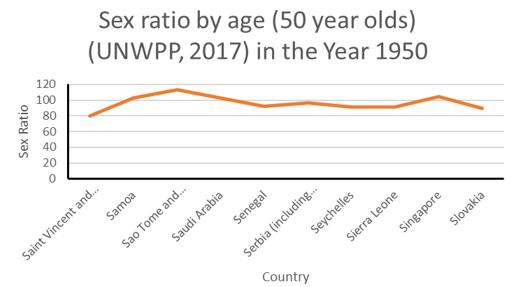 Sex ratio by age (50 year olds)
(UNWPP, 2017) in the Year 1950
120
100
80
60
40
20
0
Sex Ratio
Saint Vincent and...
Samoa
Sao Tome and...
Saudi Arabia
Senegal
Serbia (including...
Seychelles
Sierra Leone
Singapore
Slovakia
Country